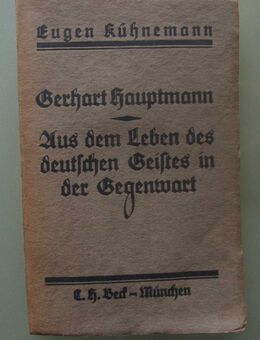 Eugen Kühnemann
Gerhart Hauptmann
Aus dem Leben des
deutschen Geistes in
der Gegenwart
C. H. Beck – München